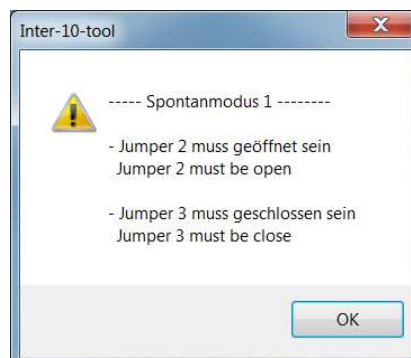 Inter-10-tool
----- Spontanmodus 1 --------
- Jumper 2 muss geöffnet sein
Jumper 2 must be open
- Jumper 3 muss geschlossen sein
Jumper 3 must be close
OK